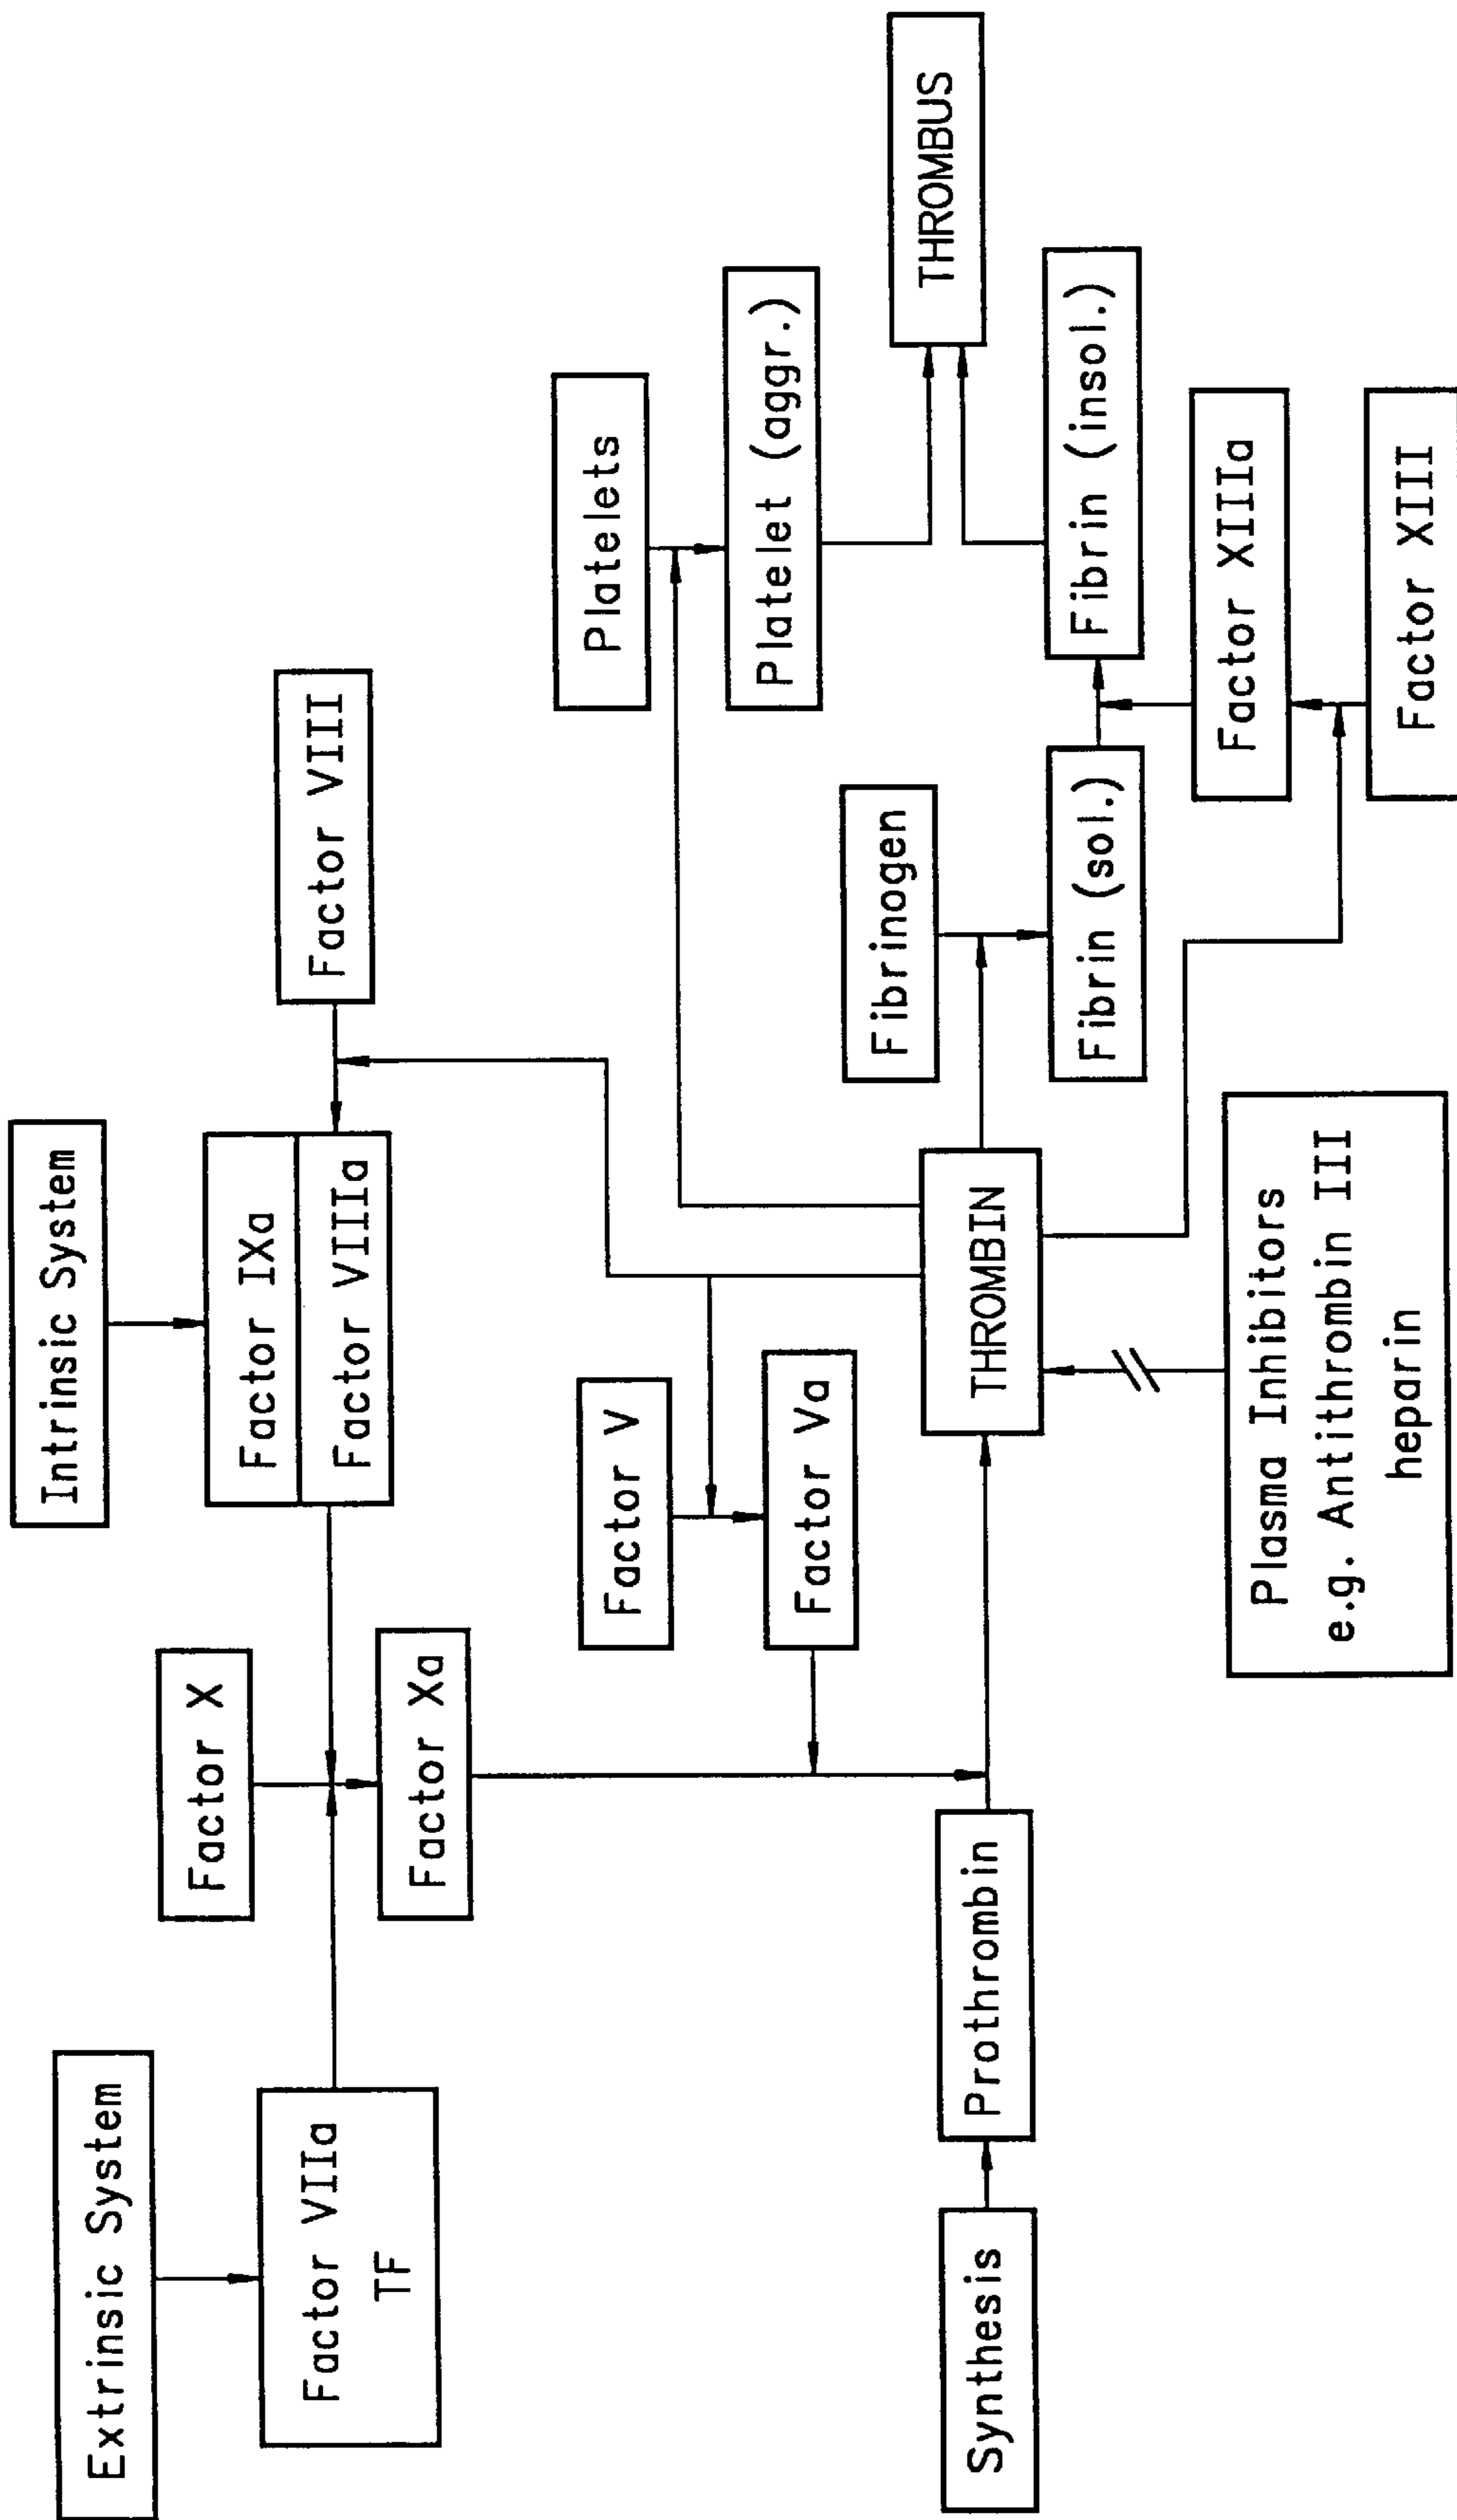 Extrinsic System
Factor VIIa
TF
Factor X
Factor Xa
Intrinsic System
Factor IXa
Factor VIIIa
Factor VIII
Factor V
Factor Va
Platelets
Platelet (aggr.)
THROMBUS
Synthesis
Prothrombin
THROMBIN
Fibrinogen
Fibrin (sol.)
Fibrin (insol.)
Factor XIIIa
Factor XIII
Plasma Inhibitors
e.g. Antithrombin III
heparin